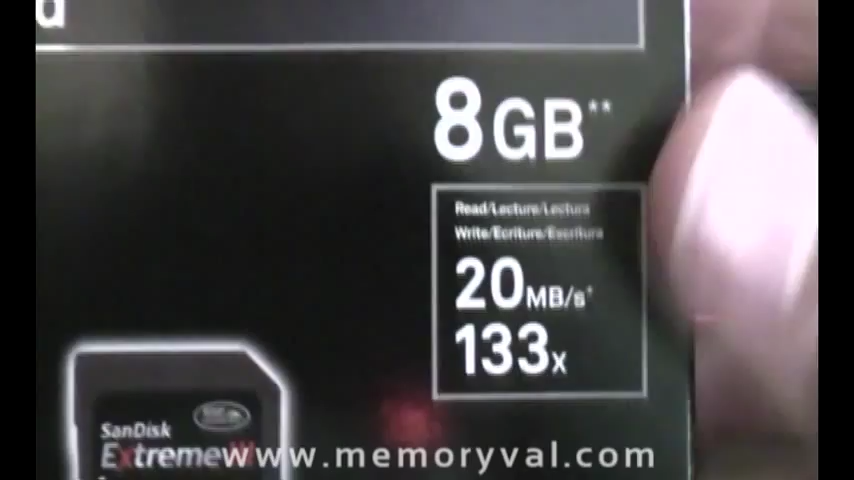 8GB**
Read/Lecture/Lectura
Write/Ecriture/Escritura
20MB/s*
133x
SanDisk
Extreme
www.memoryval.com